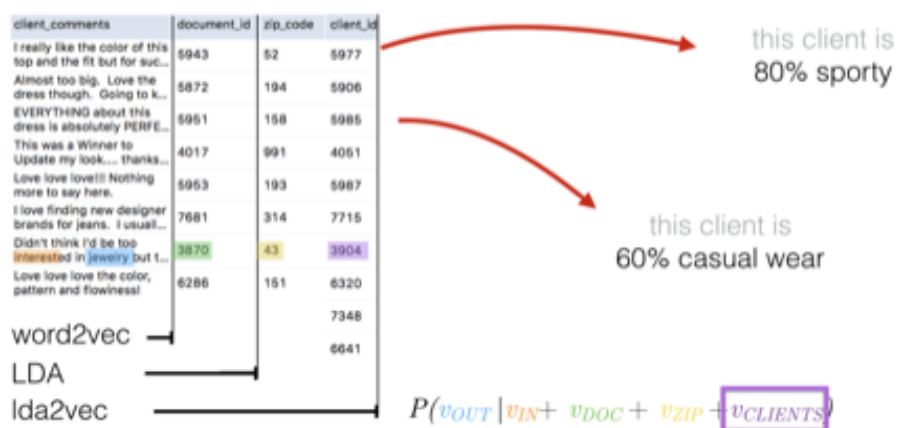 client_comments document_id zip_code client_id
I really like the color of this
top and the fit but for suc... 5943 52 5977
Almost too big. Love the
dress though. Going to k... 5872 194 5906
EVERYTHING about this
dress is absolutely PERFE... 5951 158 5985
This was a Winner to
Update my look.... thanks... 4017 991 4051
Love love love!!! Nothing
more to say here. 5953 193 5987
I love finding new designer
brands for jeans. I usuall... 7681 314 7715
Didn't think I'd be too
interested in jewelry but t... 3870 43 3904
Love love love the color,
pattern and flowiness! 6286 151 6320
7348
6641
word2vec
LDA
lda2vec
this client is
80% sporty
this client is
60% casual wear
P(vOUT|vIN+ vDOC + vZIP +vCLIENTS)